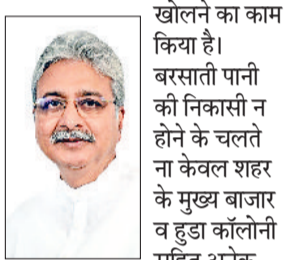 खोलने का काम
किया है।
बरसाती पानी
की निकासी न
होने के चलते
ना केवल शहर
के मुख्य बाजार
व हुडा कॉलोनी